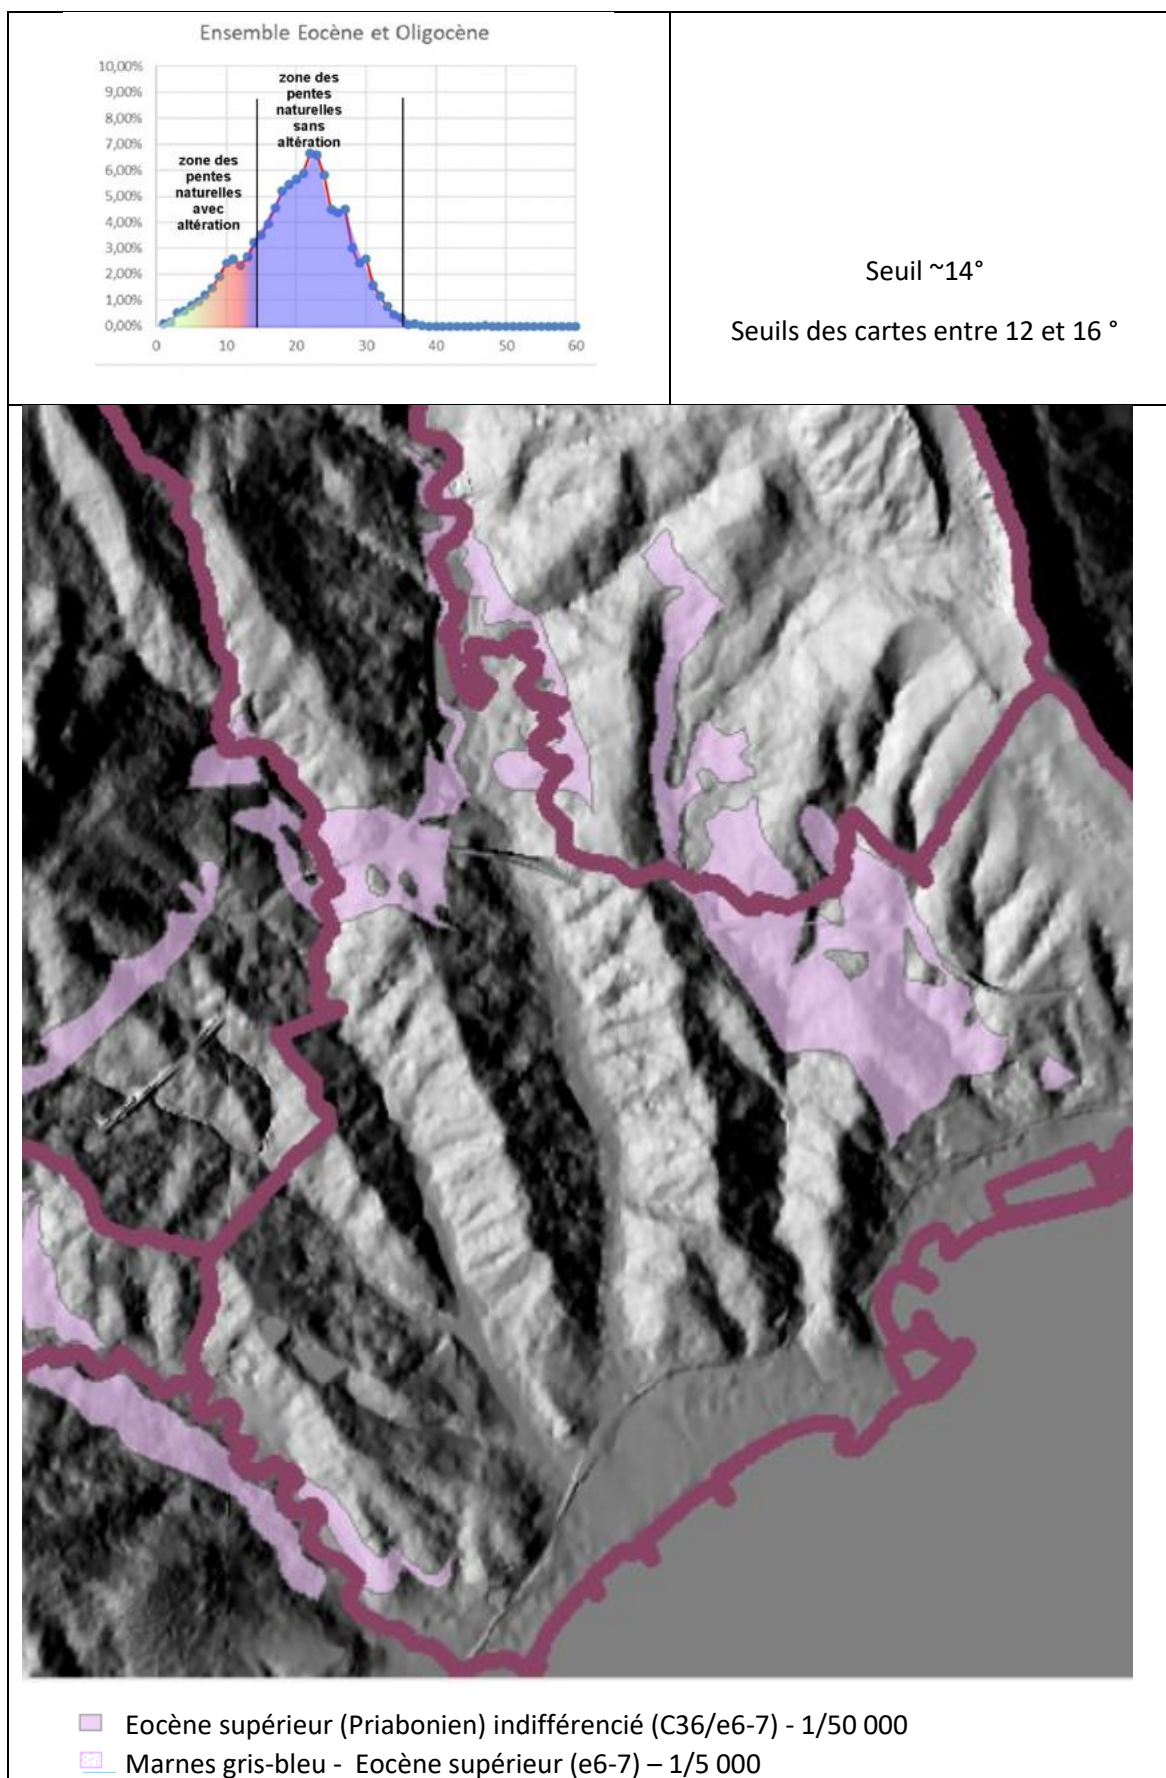 Ensemble Eocène et Oligocène
10,00%
9,00%
8,00%
7,00%
6,00%
5,00%
4,00%
3,00%
2,00%
1,00%
0,00%
zone des
pentes
naturelles
avec
altération
zone des
pentes
naturelles
sans
altération
0 10 20 30 40 50 60
Seuil ~14°
Seuils des cartes entre 12 et 16 °
Eocène supérieur (Priabonien) indifférencié (C36/e6-7) - 1/50 000
Marnes gris-bleu - Eocène supérieur (e6-7) – 1/5 000